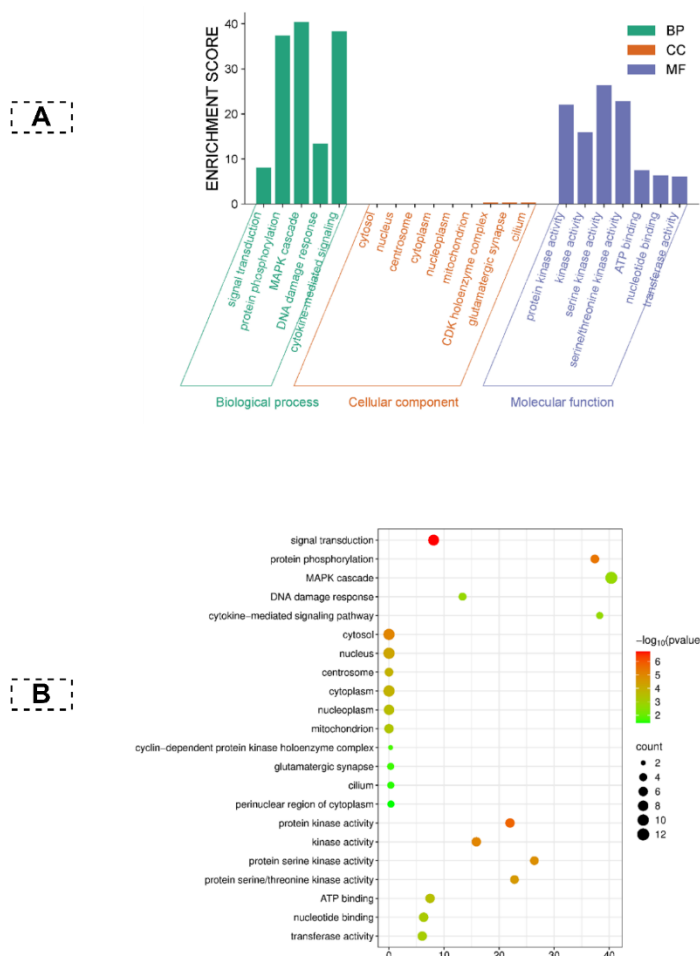 A
ENRICHMENT SCORE
40
30
20
10
0
BP
CC
MF
signal transduction
protein phosphorylation
MAPK cascade
DNA damage response
cytokine-mediated signaling
cytosol
nucleus
centrosome
cytoplasm
nucleoplasm
mitochondrion
CDK holoenzyme complex
glutamatergic synapse
cilium
protein kinase activity
kinase activity
serine kinase activity
serine/threonine kinase activity
ATP binding
nucleotide binding
transferase activity
Biological process
Cellular component
Molecular function
B
signal transduction
protein phosphorylation
MAPK cascade
DNA damage response
cytokine-mediated signaling pathway
cytosol
nucleus
centrosome
cytoplasm
nucleoplasm
mitochondrion
cyclin-dependent protein kinase holoenzyme complex
glutamatergic synapse
cilium
perinuclear region of cytoplasm
protein kinase activity
kinase activity
protein serine kinase activity
protein serine/threonine kinase activity
ATP binding
nucleotide binding
transferase activity
0 10 20 30 40
−log10(pvalue
6
5
4
3
2
count
2
4
6
8
10
12